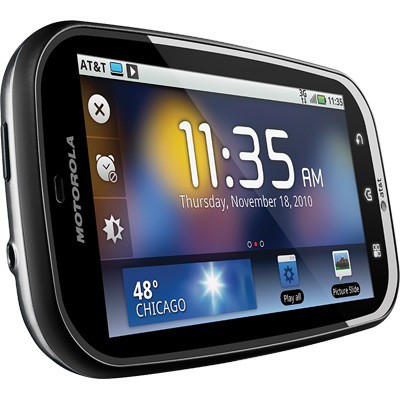 AT&T
3G
11:35
MOTOROLA
11:35 AM
Thursday, November 18, 2010
at&t
48°
CHICAGO
Play all
Picture Slide